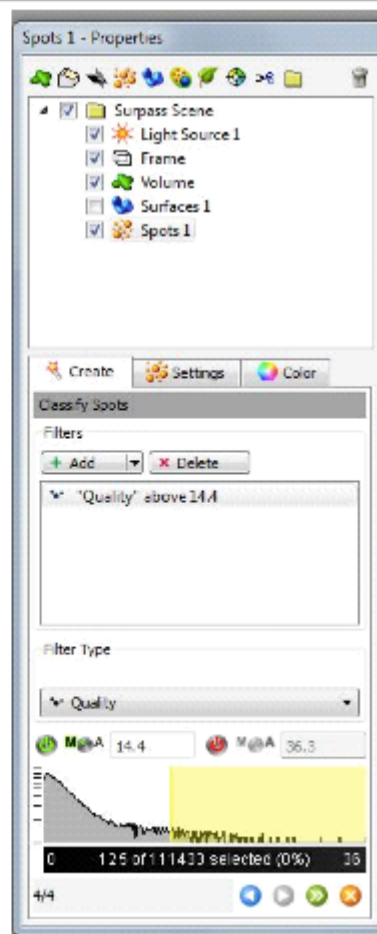 Spots 1 - Properties
Surpass Scene
Light Source 1
Frame
Volume
Surfaces 1
Spots 1
Create Settings Color
Classify Spots
Filters
+ Add × Delete
"Quality" above 14.4
Filter Type
Quality
M A 14.4 M A 36.3
0 125 of 111433 selected (0%) 36
4/4